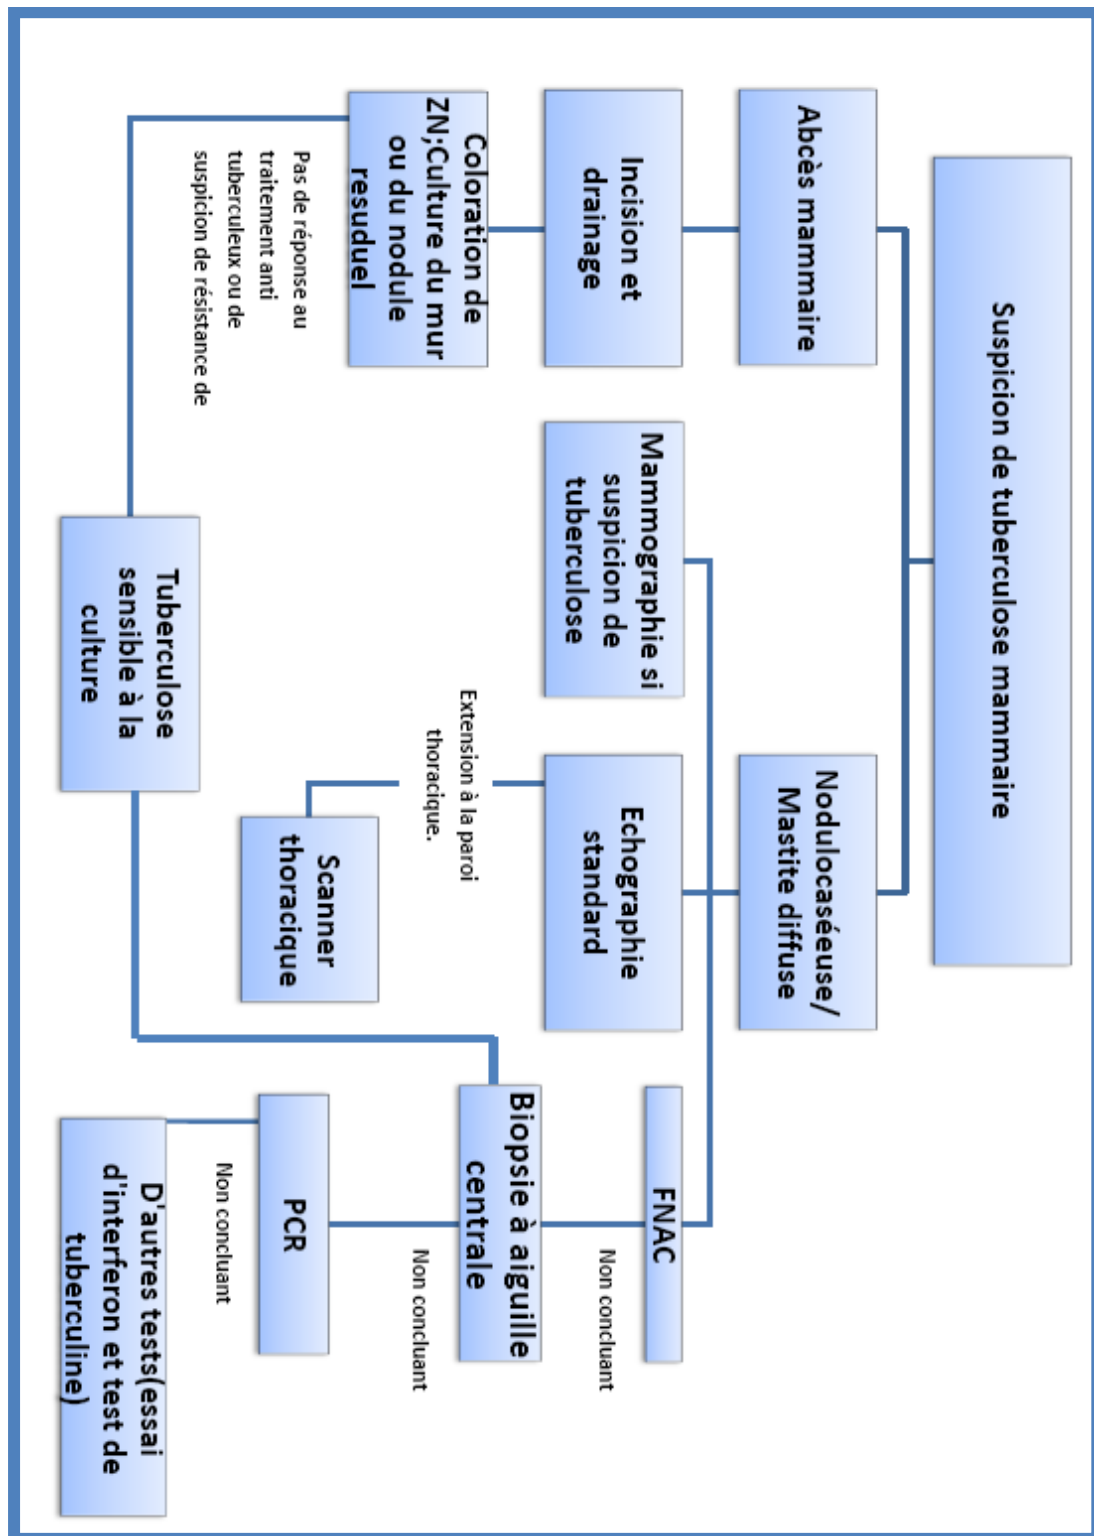 Suspicion de tuberculose mammaire
Abcès mammaire
Nodulocaséeuse/
Mastite diffuse
Incision et
drainage
Mammographie si
suspicion de
tuberculose
Echographie
standard
FNAC
Coloration de
ZN;Culture du mur
ou du nodule
resuduel
Extension à la paroi
thoracique.
Non concluant
Biopsie à aiguille
centrale
Pas de réponse au
traitement anti
tuberculeux ou de
suspicion de résistance de
Scanner
thoracique
Non concluant
PCR
Tuberculose
sensible à la
culture
Non concluant
D'autres tests(essai
d'interferon et test de
tuberculine)